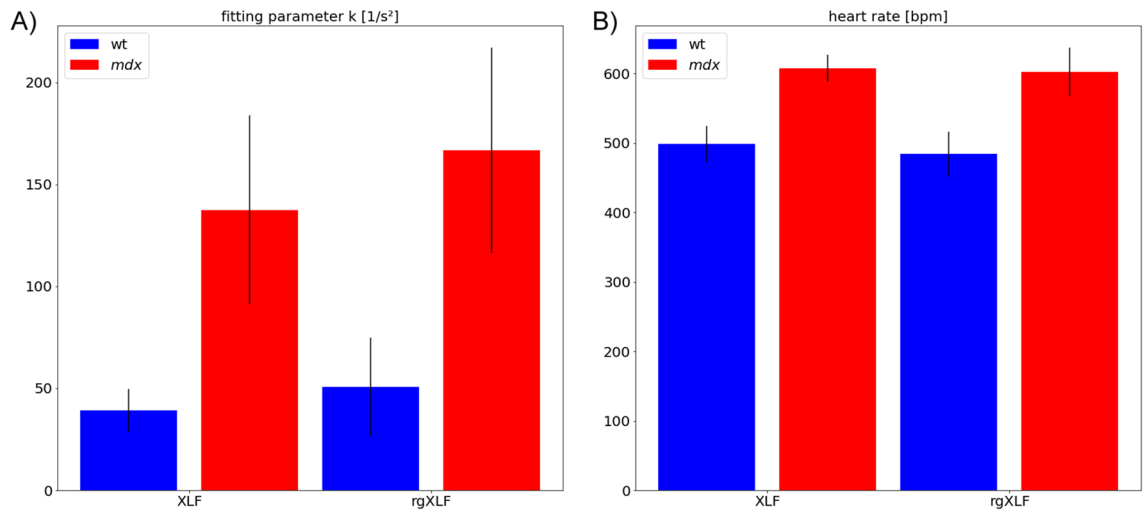 A)
fitting parameter k [1/s²]
wt
mdx
200
150
100
50
0
XLF
rgXLF
B)
heart rate [bpm]
wt
mdx
600
500
400
300
200
100
0
XLF
rgXLF